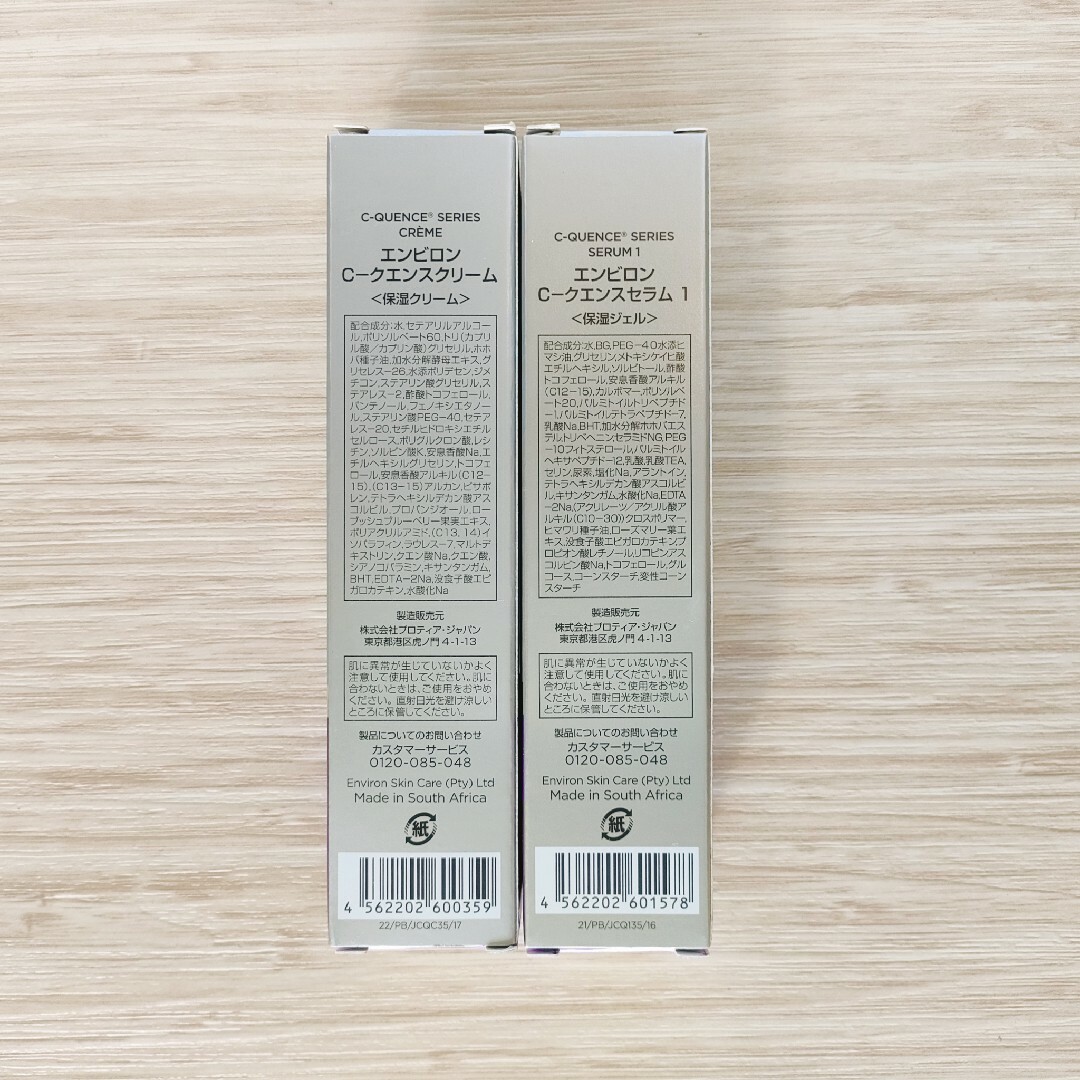 C-QUENCE® SERIES
CRÈME
エンビロン
C−クエンスクリーム
<保湿クリーム>
配合成分:水,セテアリルアルコー
ル,ポリソルベート60,トリ(カプリ
ル酸/カプリン酸)グリセリル,ホホ
バ種子油,加水分解酵母エキス,グ
リセレス-26,水添ポリデセン,ジメ
チコン,ステアリン酸グリセリル,ス
テアレス-2,酢酸トコフェロール,
パンテノール,フェノキシエタノー
ル,ステアリン酸PEG-40,セテア
レス-20,セチルヒドロキシエチル
セルロース,ポリグルクロン酸,レシ
チン,ソルビン酸K,安息香酸Na,エ
チルヘキシルグリセリン,トコフェ
ロール,安息香酸アルキル(C12-
15),(C13-15)アルカン,ビサボ
レン,テトラヘキシルデカン酸アス
コルビル,プロパンジオール,ロー
ブッシュブルーベリー果実エキス,
ポリアクリルアミド,(C13,14)イ
ソパラフィン,ラウレス-7,マルトデ
キストリン,クエン酸Na,クエン酸,
シアノコバラミン,キサンタンガム,
BHT,EDTA-2Na,没食子酸エピ
ガロカテキン,水酸化Na
製造販売元
株式会社プロティア・ジャパン
東京都港区虎ノ門 4-1-13
肌に異常が生じていないかよく
注意して使用してください。肌に
合わないときは、ご使用をおやめ
ください。直射日光を避け涼しい
ところに保管してください。
製品についてのお問い合わせ
カスタマーサービス
0120-085-048
Environ Skin Care (Pty) Ltd
Made in South Africa
紙
4 562202 600359
22/PB/JCQC35/17
C-QUENCE® SERIES
SERUM 1
エンビロン
C−クエンスセラム 1
<保湿ジェル>
配合成分:水,BG,PEG-40水添ヒ
マシ油,グリセリン,メトキシケイヒ酸
エチルヘキシル,ソルビトール,酢酸
トコフェロール,安息香酸アルキル
(C12-15),カルボマー,ポリソルベ
ート20,パルミトイルトリペプチド
-1,パルミトイルテトラペプチド-7,
乳酸Na,BHT,加水分解ホホバエス
テル,トリベヘニン,セラミドNG,PEG
-10フィトステロール,パルミトイル
ヘキサペプチド-12,乳酸,乳酸TEA,
セリン,尿素,塩化Na,アラントイン,
テトラヘキシルデカン酸アスコルビ
ル,キサンタンガム,水酸化Na,EDTA
-2Na,(アクリレーツ/アクリル酸
アルキル(C10-30))クロスポリマー,
ヒマワリ種子油,ローズマリー葉エ
キス,没食子酸エピガロカテキン,プ
ロピオン酸レチノール,リコピン,アス
コルビン酸Na,トコフェロール,グル
コース,コーンスターチ,変性コーン
スターチ
製造販売元
株式会社プロティア・ジャパン
東京都港区虎ノ門 4-1-13
肌に異常が生じていないかよく
注意して使用してください。肌に
合わないときは、ご使用をおやめ
ください。直射日光を避け涼しい
ところに保管してください。
製品についてのお問い合わせ
カスタマーサービス
0120-085-048
Environ Skin Care (Pty) Ltd
Made in South Africa
紙
4 562202 601578
21/PB/JCQ135/16